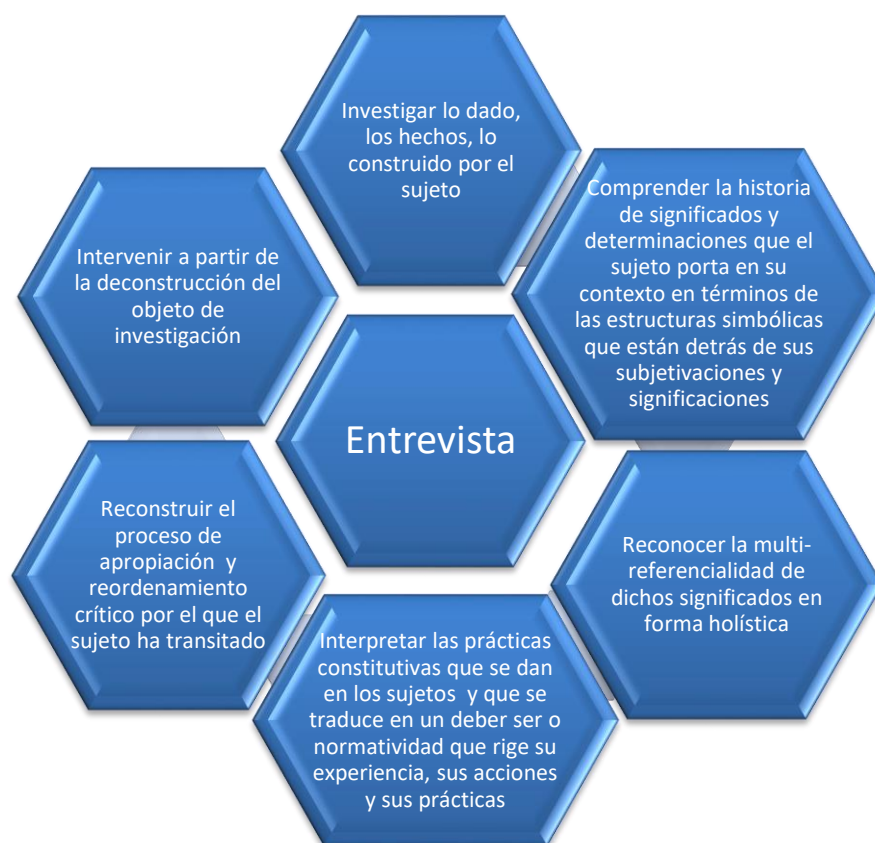 Investigar lo dado,
los hechos, lo
construido por el
sujeto
Comprender la historia
de significados y
determinaciones que el
sujeto porta en su
contexto en términos de
las estructuras simbólicas
que están detrás de sus
subjetivaciones y
significaciones
Reconocer la multi-
referencialidad de
dichos significados en
forma holística
Interpretar las prácticas
constitutivas que se dan
en los sujetos y que se
traduce en un deber ser o
normatividad que rige su
experiencia, sus acciones
y sus prácticas
Reconstruir el
proceso de
apropiación y
reordenamiento
crítico por el que el
sujeto ha transitado
Intervenir a partir de
la deconstrucción del
objeto de
investigación
Entrevista